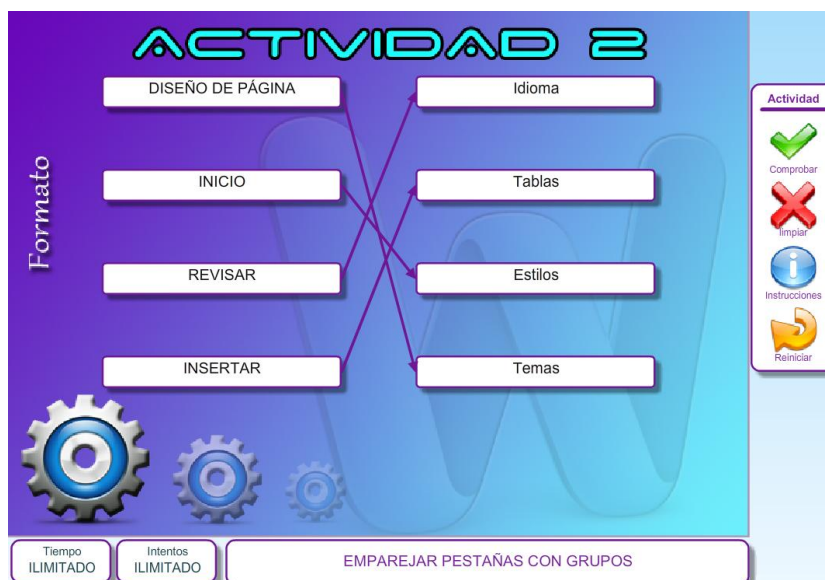 ACTIVIDAD 2
DISEÑO DE PÁGINA
Idioma
INICIO
Tablas
REVISAR
Estilos
INSERTAR
Temas
Formato
Actividad
Comprobar
limpiar
Instrucciones
Reiniciar
Tiempo
ILIMITADO
Intentos
ILIMITADO
EMPAREJAR PESTAÑAS CON GRUPOS